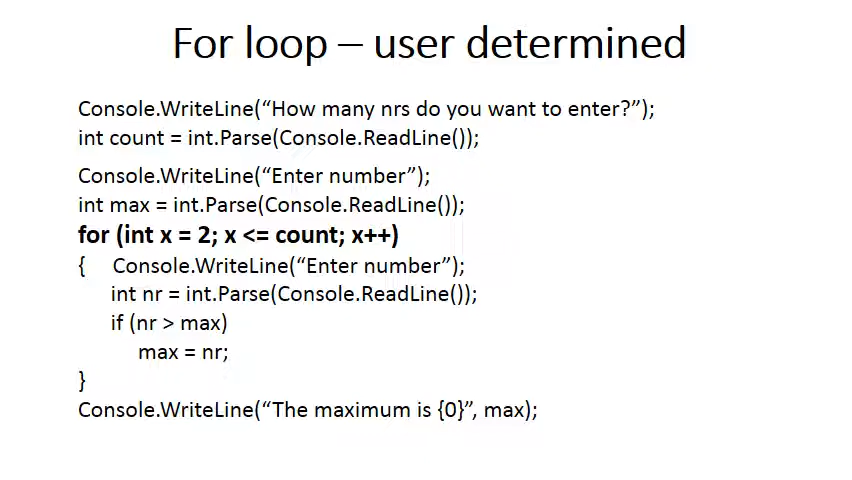 For loop – user determined
Console.WriteLine(“How many nrs do you want to enter?”);
int count = int.Parse(Console.ReadLine());
Console.WriteLine(“Enter number”);
int max = int.Parse(Console.ReadLine());
for (int x = 2; x <= count; x++)
{ Console.WriteLine(“Enter number”);
int nr = int.Parse(Console.ReadLine());
if (nr > max)
max = nr;
}
Console.WriteLine(“The maximum is {0}”, max);